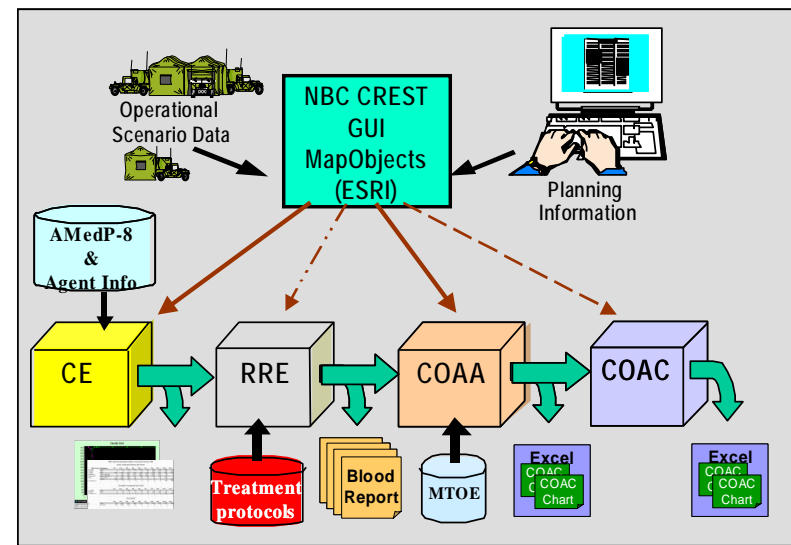 Operational
Scenario Data
NBC CREST
GUI
MapObjects
(ESRI)
Planning
Information
AMedP-8
&
Agent Info
CE
RRE
COAA
COAC
Treatment
protocols
Blood
Report
MTOE
Excel
COAC
COAC
Chart
Excel
COAC
COAC
Chart